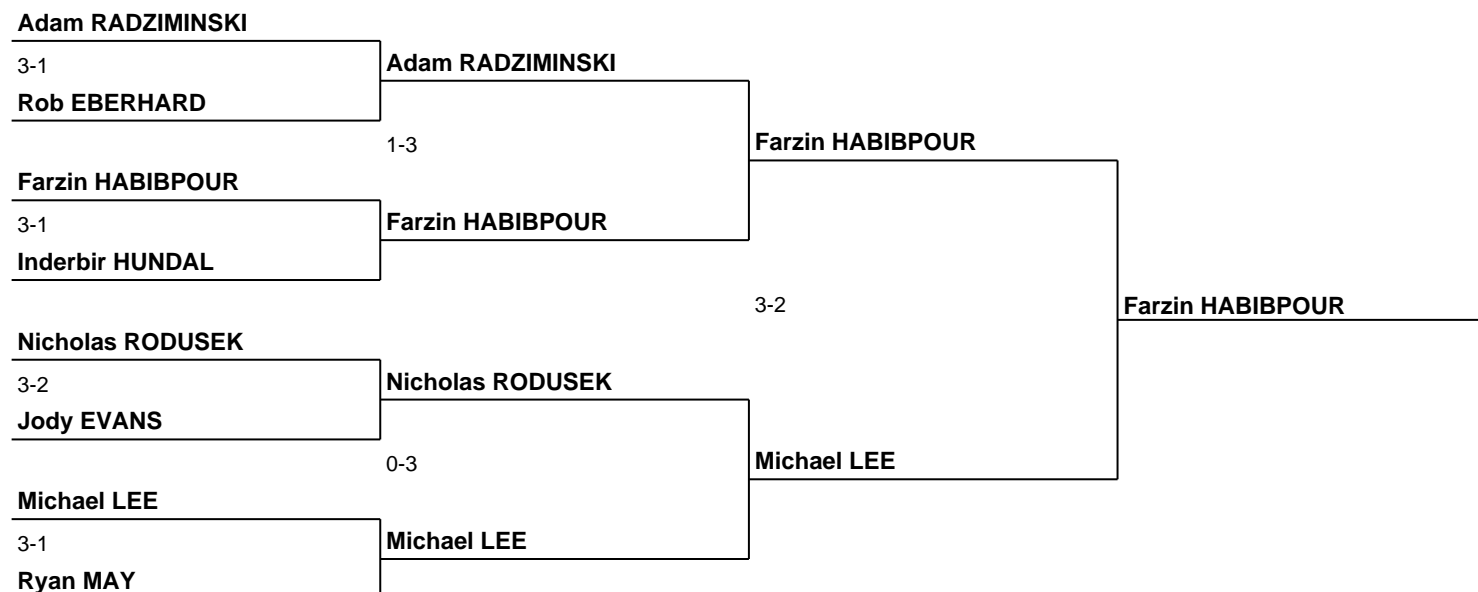 Adam RADZIMINSKI
3-1
Adam RADZIMINSKI
Rob EBERHARD
1-3
Farzin HABIBPOUR
Farzin HABIBPOUR
3-1
Farzin HABIBPOUR
Inderbir HUNDAL
3-2
Farzin HABIBPOUR
Nicholas RODUSEK
3-2
Nicholas RODUSEK
Jody EVANS
0-3
Michael LEE
Michael LEE
3-1
Michael LEE
Ryan MAY